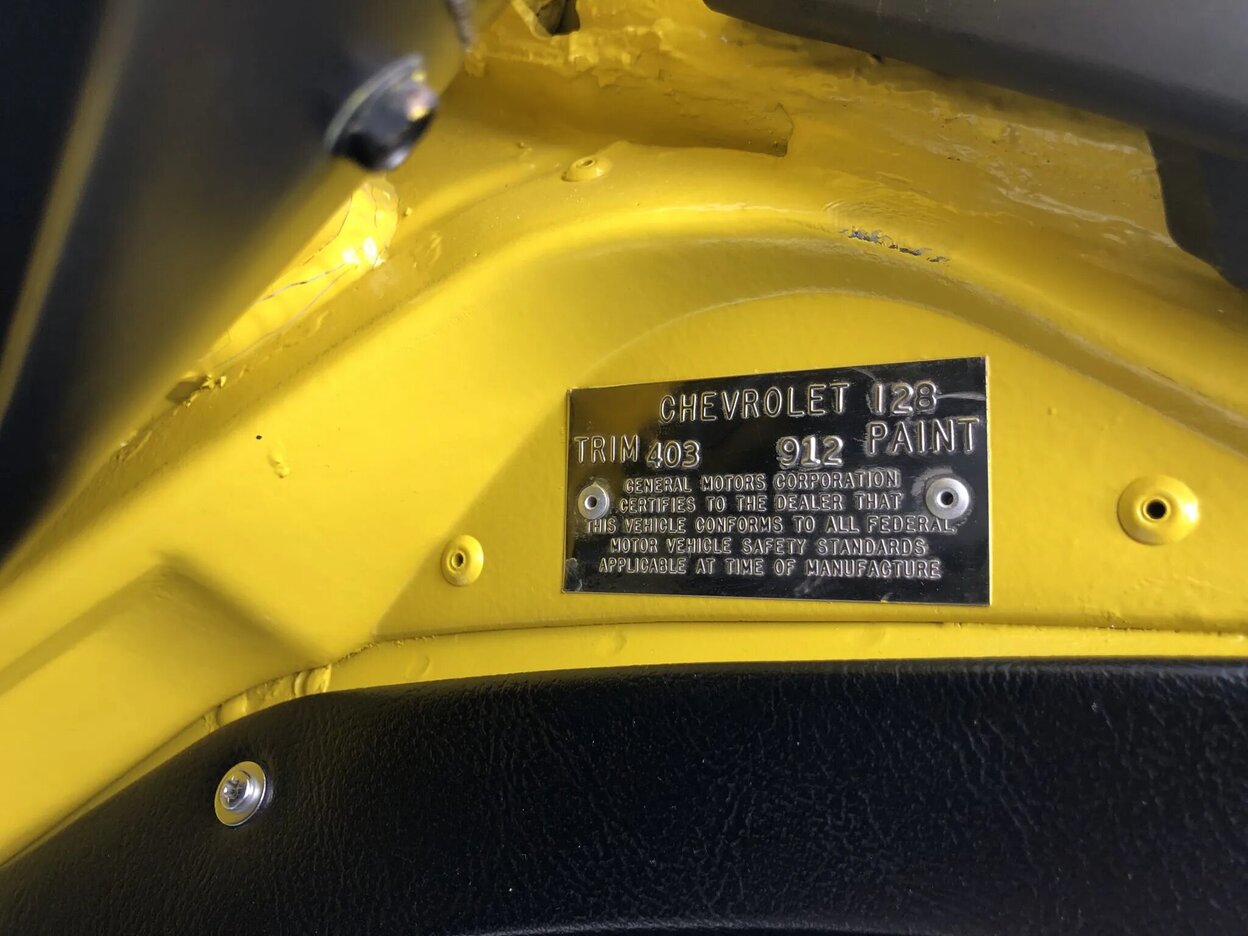 CHEVROLET 128
TRIM 403 912 PAINT
GENERAL MOTORS CORPORATION
CERTIFIES TO THE DEALER THAT
THIS VEHICLE CONFORMS TO ALL FEDERAL
MOTOR VEHICLE SAFETY STANDARDS
APPLICABLE AT TIME OF MANUFACTURE